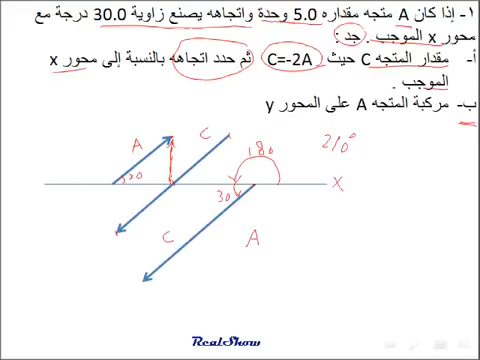 ١- إذا كان A متجه مقداره 5.0 وحدة واتجاهه يصنع زاوية 30.0 درجة مع
محور x الموجب. جد :
أ- مقدار المتجه C حيث C=-2A ثم حدد اتجاهه بالنسبة إلى محور x
الموجب .
ب- مركبة المتجه A على المحور y
A C 180 210°
30 X
30
C A
RealShow